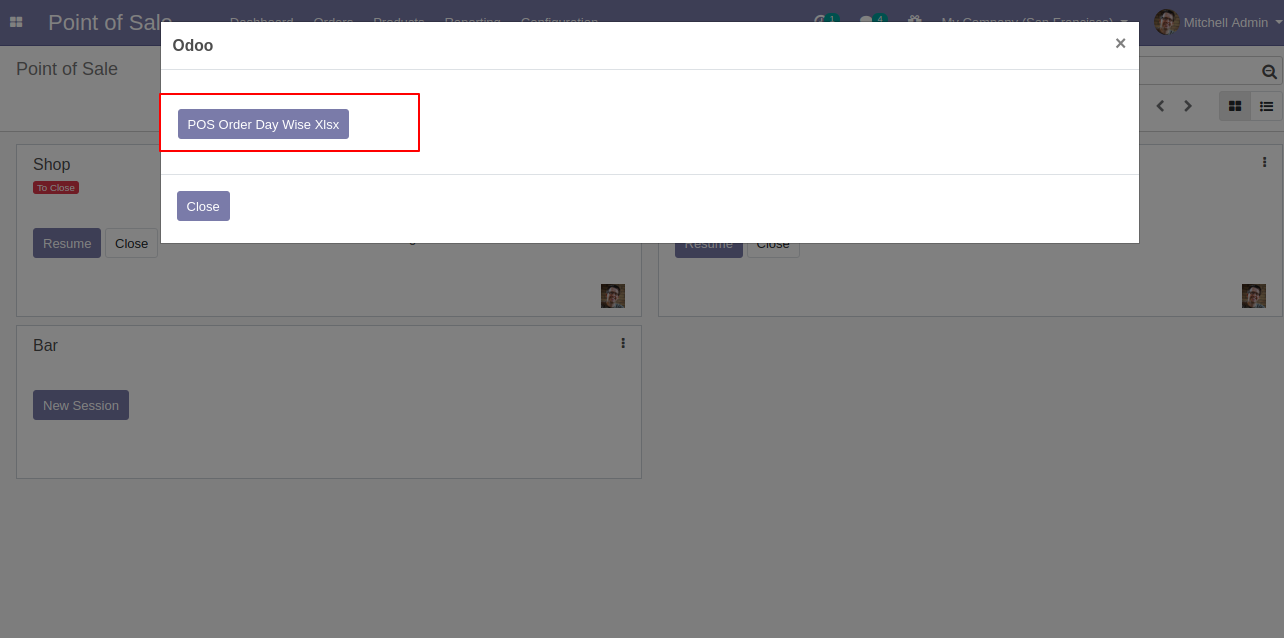 Point of Sale Dashboard Orders Products Reporting Configuration 1 4 My Company (San Francisco) Mitchell Admin
Odoo ×
Point of Sale
POS Order Day Wise Xlsx
Close
Shop
To Close
Resume Close
Resume Close
Bar
New Session